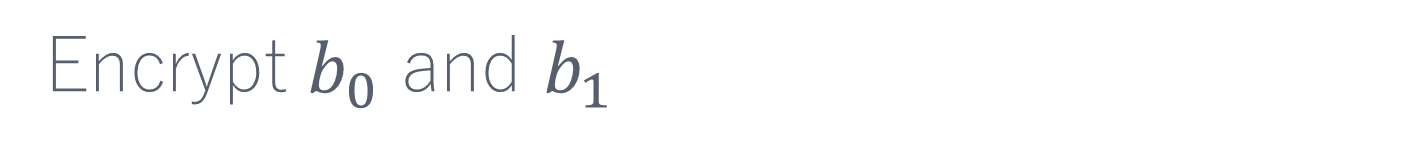 Encrypt b₀ and b₁